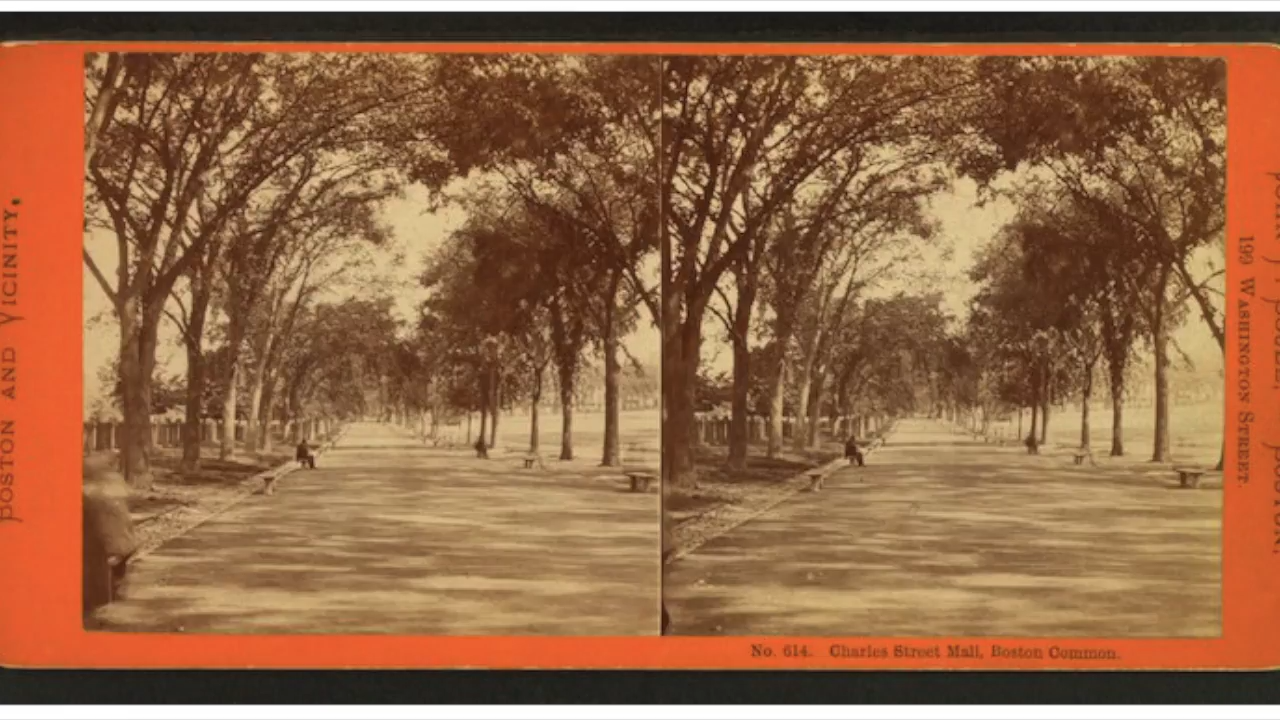 BOSTON AND VICINITY,
199 WASHINGTON STREET.
No. 614. Charles Street Mall, Boston Common.